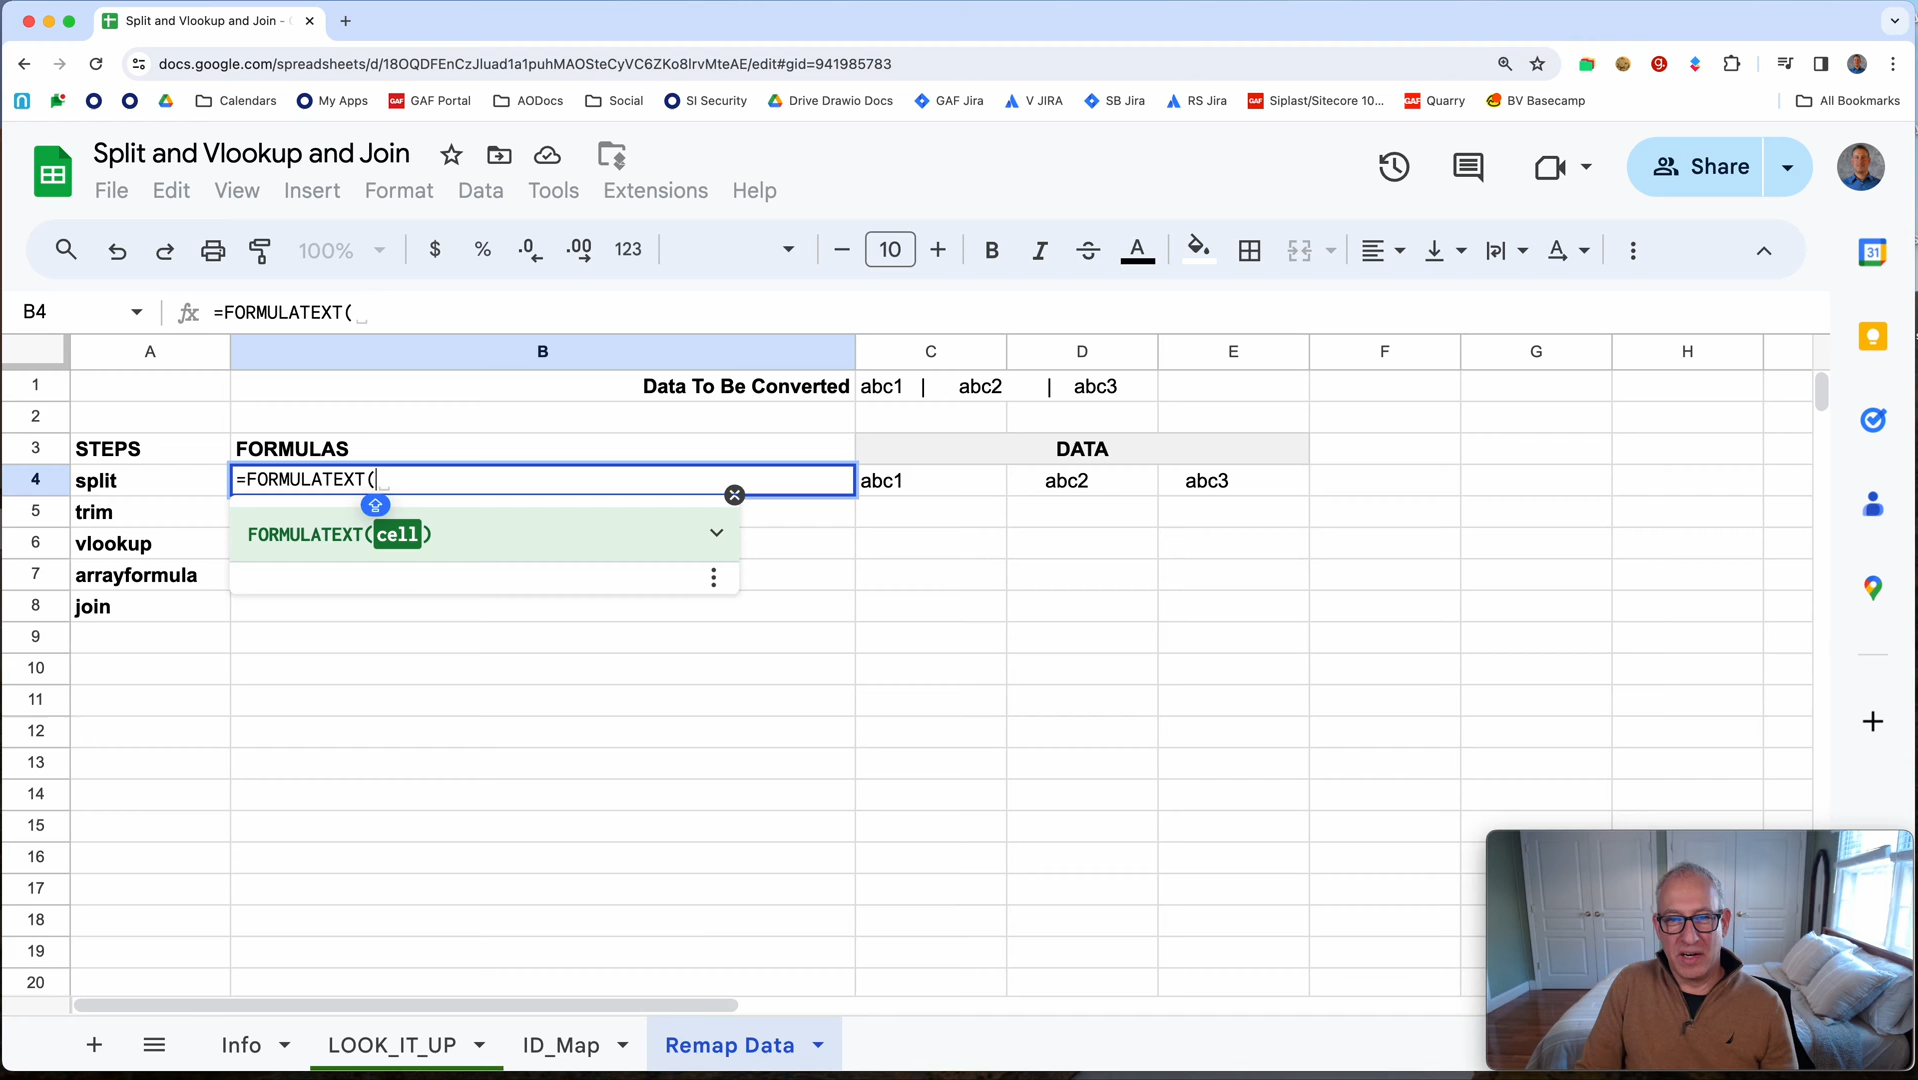 Split and Vlookup and Join -
docs.google.com/spreadsheets/d/18OQDFEnCzJluad1a1puhMAOSteCyVC6ZKo8lrvMteAE/edit#gid=941985783
Calendars My Apps GAF Portal AODocs Social SI Security Drive Drawio Docs GAF Jira V JIRA SB Jira RS Jira Siplast/Sitecore 10... Quarry BV Basecamp All Bookmarks
Split and Vlookup and Join
File Edit View Insert Format Data Tools Extensions Help
Share
100% $ % .0 .00 123 10 B I A
B4 fx =FORMULATEXT(
A B C D E F G H
1 Data To Be Converted abc1 | abc2 | abc3
2
3 STEPS FORMULAS DATA
4 split =FORMULATEXT( abc1 abc2 abc3
5 trim
FORMULATEXT(cell)
6 vlookup
7 arrayformula
8 join
9
10
11
12
13
14
15
16
17
18
19
20
Info LOOK_IT_UP ID_Map Remap Data